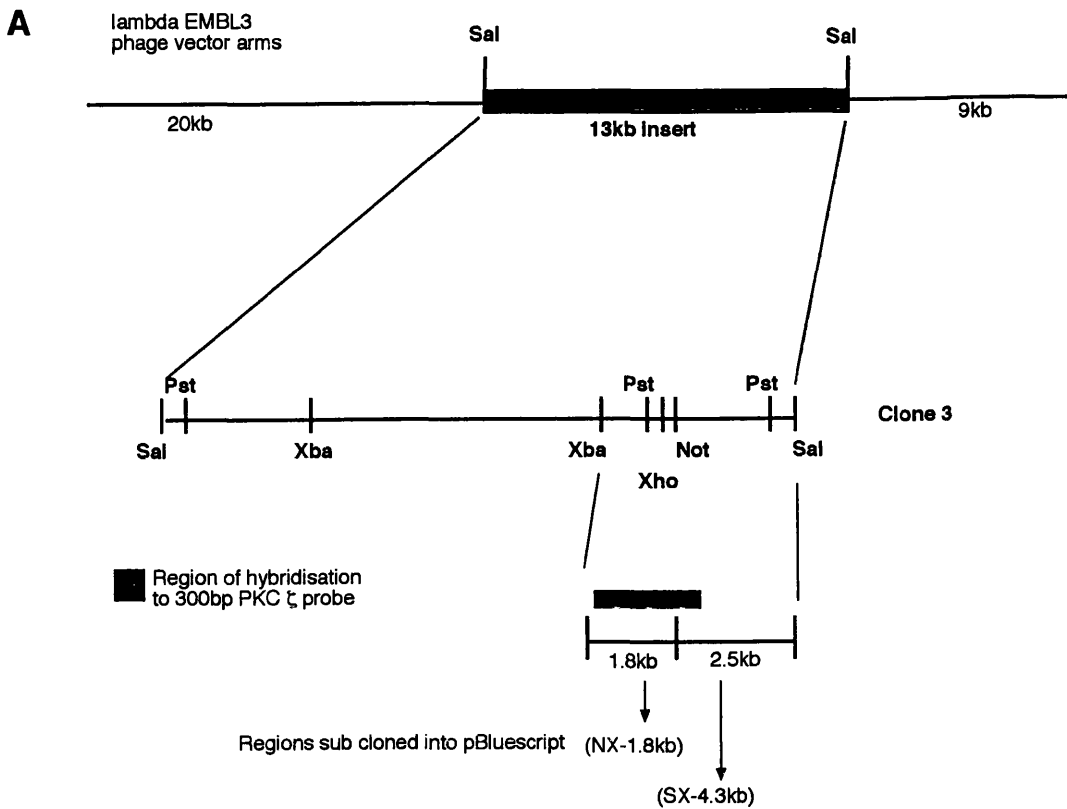 A
lambda EMBL3
phage vector arms
Sal
Sal
20kb
13kb insert
9kb
Pst
Pst
Pst
Clone 3
Sal
Xba
Xba
Not
Sal
Xho
Region of hybridisation
to 300bp PKC ζ probe
1.8kb
2.5kb
Regions sub cloned into pBluescript
(NX-1.8kb)
(SX-4.3kb)